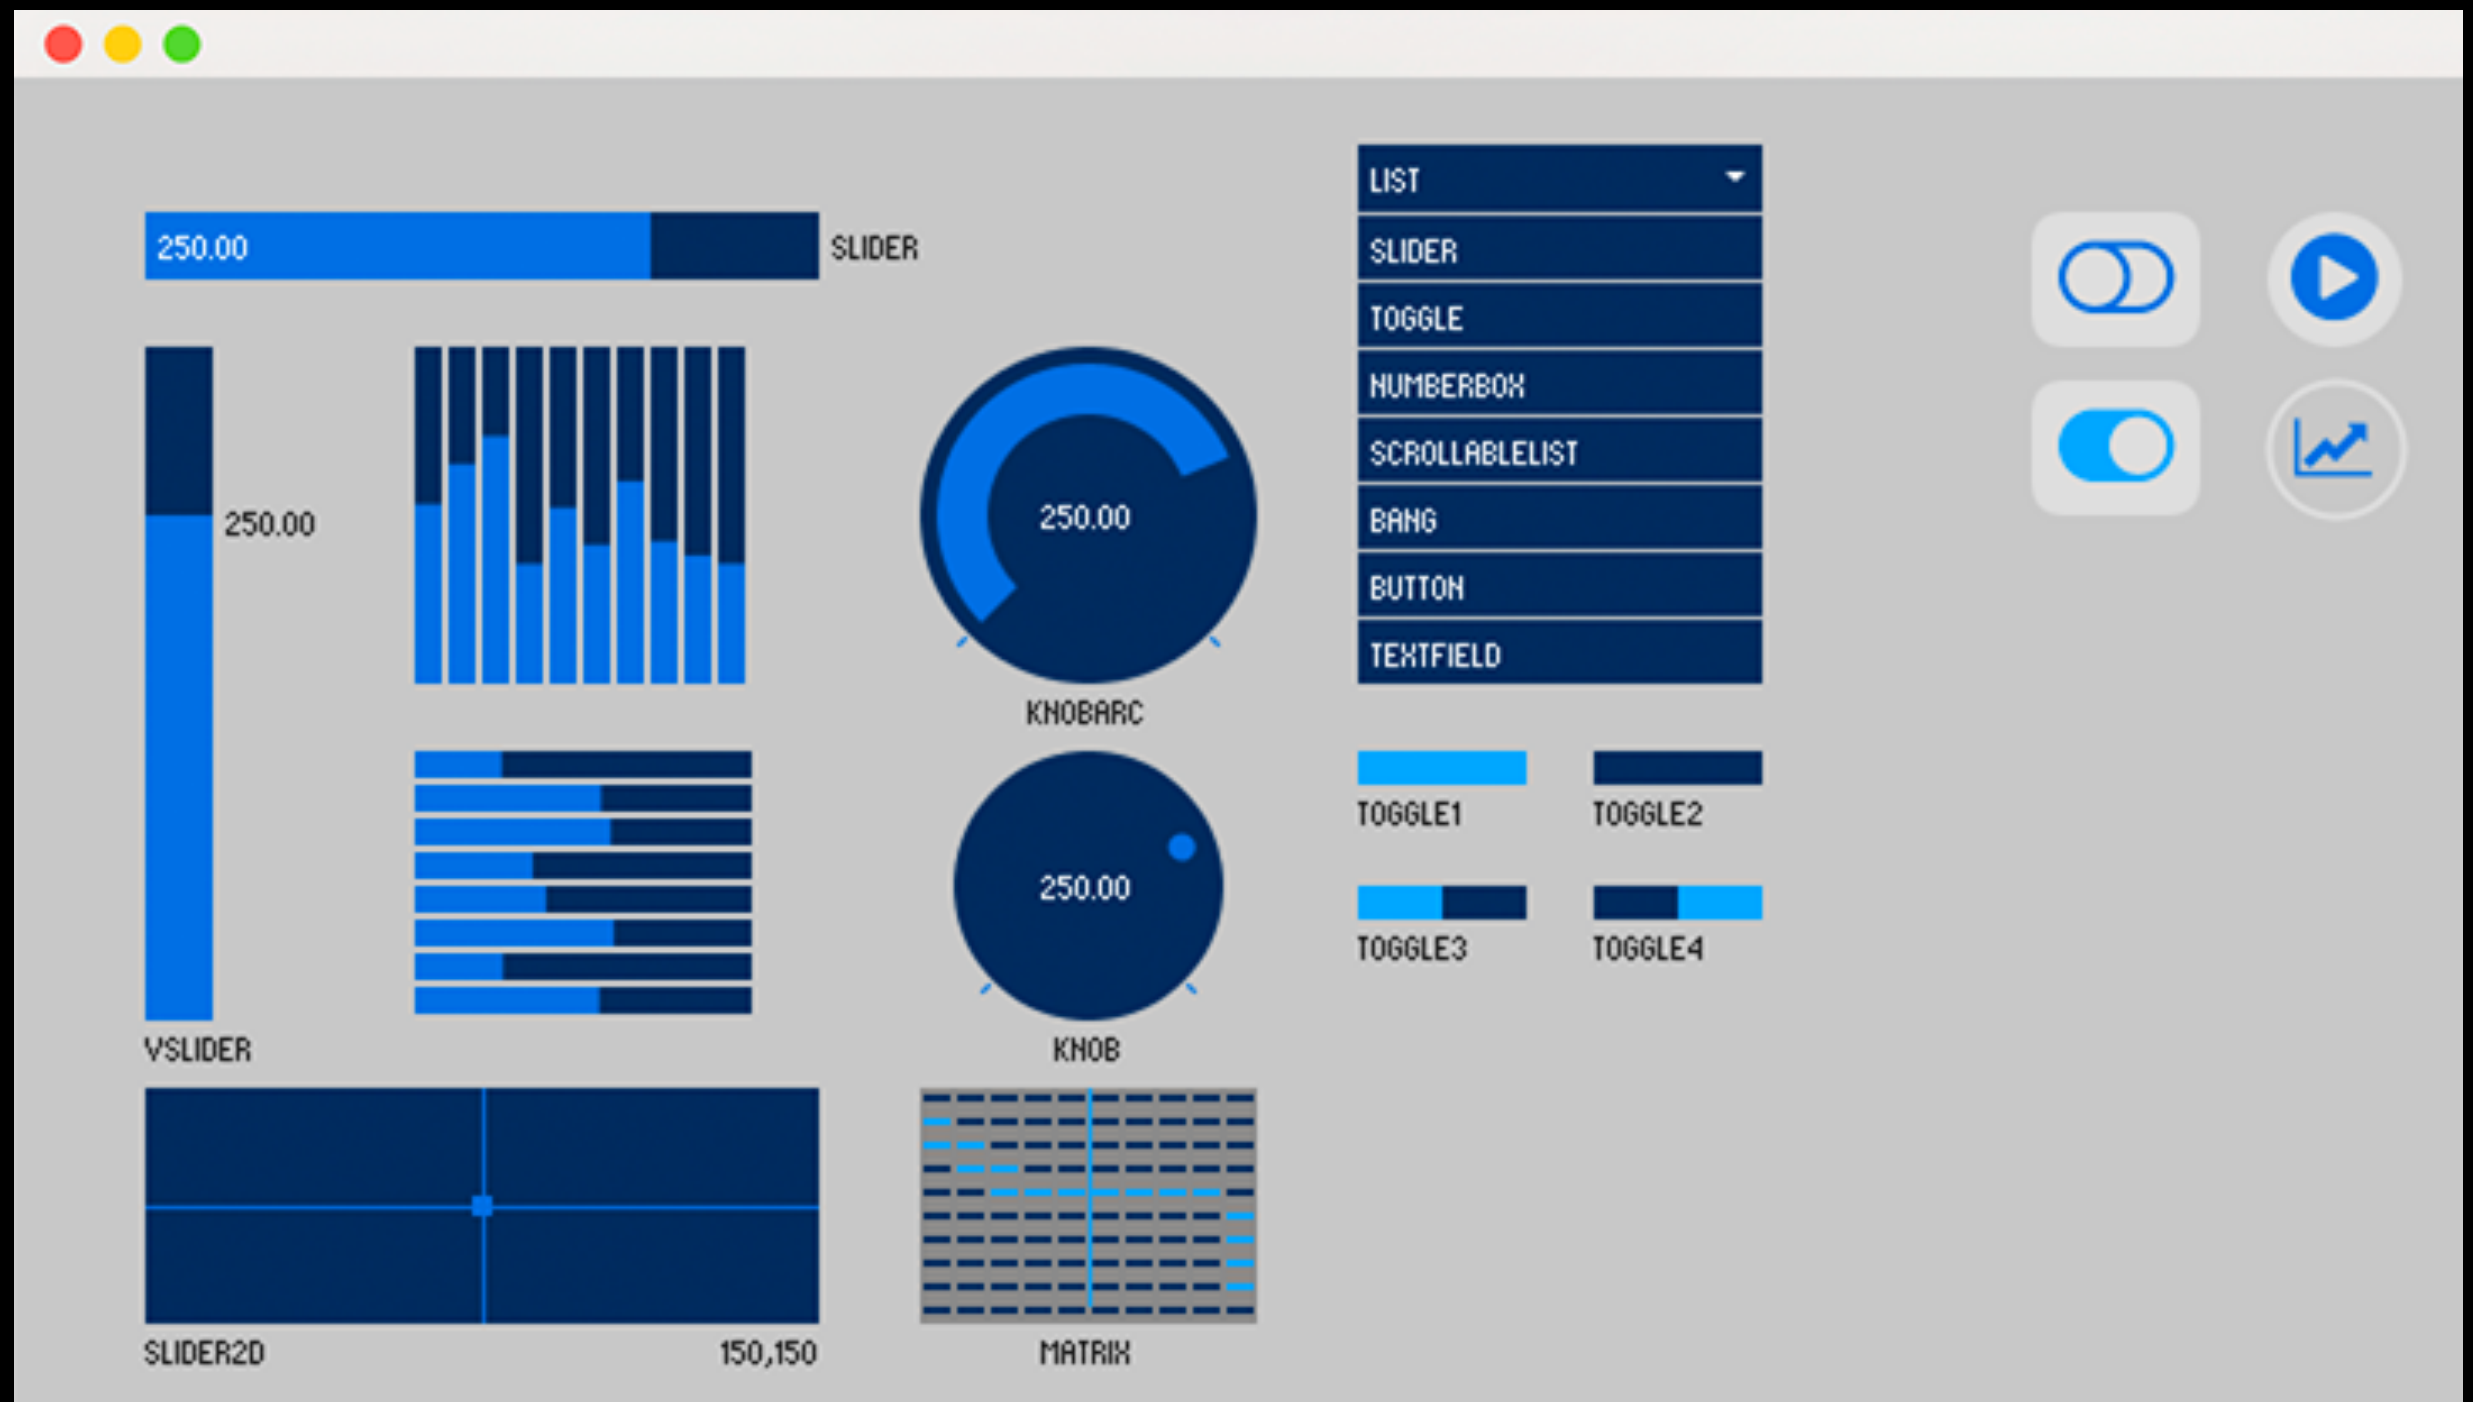 250.00
SLIDER
250.00
VSLIDER
250.00
KNOBARC
250.00
KNOB
SLIDER2D
150,150
MATRIX
LIST
SLIDER
TOGGLE
NUMBERBOX
SCROLLABLELIST
BANG
BUTTON
TEXTFIELD
TOGGLE1
TOGGLE2
TOGGLE3
TOGGLE4